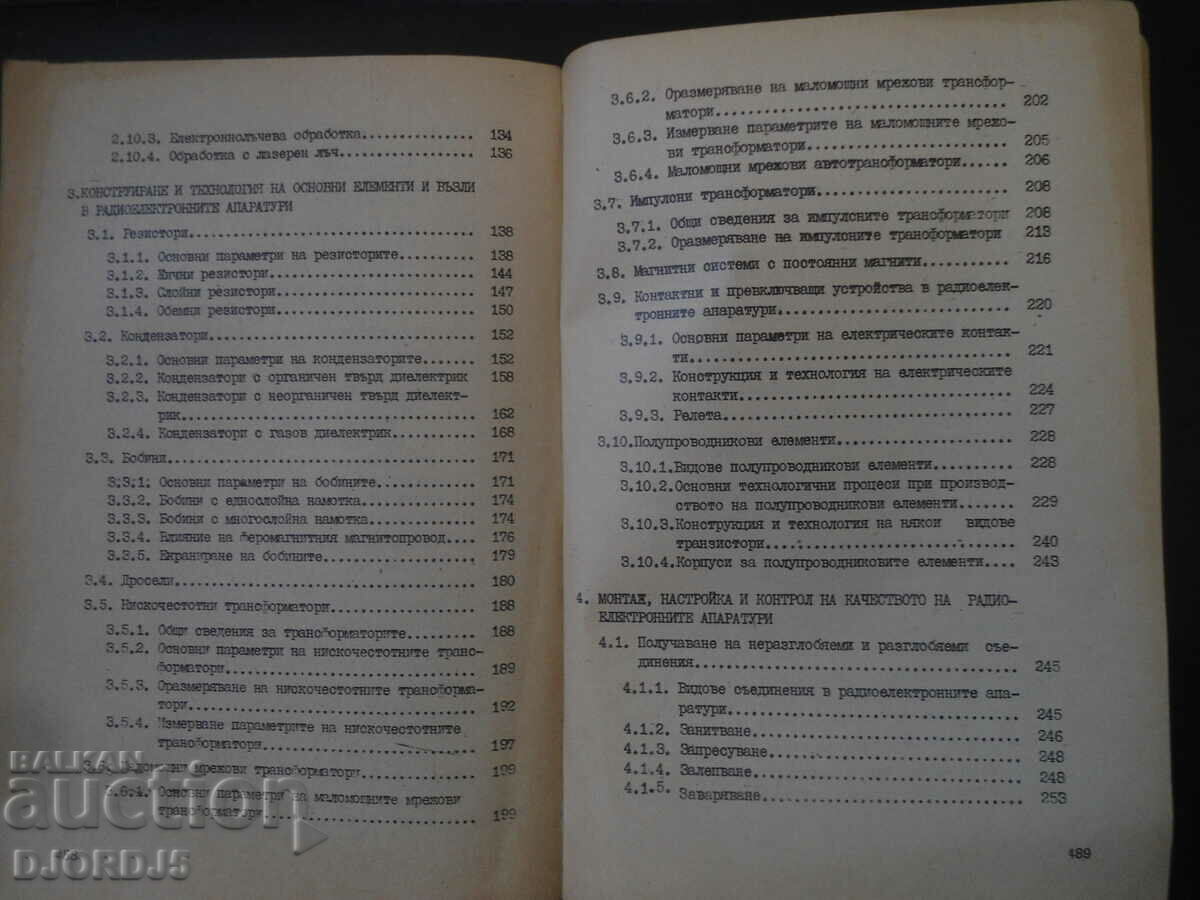 2.10.3. Електроннолъчева обработка................ 134
2.10.4. Обработка с лазерен лъч................... 136
3.КОНСТРУИРАНЕ И ТЕХНОЛОГИЯ НА ОСНОВНИ ЕЛЕМЕНТИ И ВЪЗЛИ
В РАДИОЕЛЕКТРОННИТЕ АПАРАТУРИ
3.1. Резистори................................... 138
3.1.1. Основни параметри на резисторите........... 138
3.1.2. Жични резистори............................ 144
3.1.3. Слойни резистори........................... 147
3.1.4. Обемни резистори........................... 150
3.2. Кондензатори................................ 152
3.2.1. Основни параметри на кондензаторите........ 152
3.2.2. Кондензатори с органичен твърд диелектрик 158
3.2.3. Кондензатори с неорганичен твърд диелект-
рик........................................ 162
3.2.4. Кондензатори с газов диелектрик............ 168
3.3. Бобини...................................... 171
3.3.1. Основни параметри на бобините.............. 171
3.3.2. Бобини с еднослойна намотка................ 174
3.3.3. Бобини с многослойна намотка............... 174
3.3.4. Влияние на феромагнитния магнитопровод..... 176
3.3.5. Екраниране на бобините..................... 179
3.4. Дросели..................................... 180
3.5. Нискочестотни трансформатори................ 188
3.5.1. Общи сведения за трансформаторите.......... 188
3.5.2. Основни параметри на нискочестотните транс-
форматори.................................. 189
3.5.3. Оразмеряване на нискочестотните трансформа-
тори....................................... 192
3.5.4. Измерване параметрите на нискочестотните
трансформатори............................. 197
3.6. Маломощни мрежови трансформатори............ 199
3.6.4. Основни параметри на маломощните мрежови
трансформатори............................. 199
488
3.6.2. Оразмеряване на маломощни мрежови трансфор-
матори..................................... 202
3.6.3. Измерване параметрите на маломощните мрежо-
ви трансформатори.......................... 205
3.6.4. Маломощни мрежови автотрансформатори....... 206
3.7. Импулсни трансформатори..................... 208
3.7.1. Общи сведения за импулсните трансформатори 208
3.7.2. Оразмеряване на импулсните трансформатори 213
3.8. Магнитни системи с постоянни магнити........ 216
3.9. Контактни и превключващи устройства в радиоелек-
тронните апаратури.......................... 220
3.9.1. Основни параметри на електрическите контак-
ти......................................... 221
3.9.2. Конструкция и технология на електрическите
контакти................................... 224
3.9.3. Релета..................................... 227
3.10.Полупроводникови елементи................... 228
3.10.1.Видове полупроводникови елементи.......... 228
3.10.2.Основни технологични процеси при производ-
ството на полупроводникови елементи........ 229
3.10.3.Конструкция и технология на някои видове
транзистори................................ 240
3.10.4.Корпуси за полупроводниковите елементи.... 243
4. МОНТАЖ, НАСТРОЙКА И КОНТРОЛ НА КАЧЕСТВОТО НА РАДИО-
ЕЛЕКТРОННИТЕ АПАРАТУРИ
4.1. Получаване на неразглобяеми и разглобяеми съе-
динения..................................... 245
4.1.1. Видове съединения в радиоелектронните апа-
ратури..................................... 245
4.1.2. Занитване.................................. 246
4.1.3. Запресуване................................ 248
4.1.4. Залепване.................................. 248
4.1.5. Заваряване................................. 253
489
БАЛКАН
auction
DJORDJ5